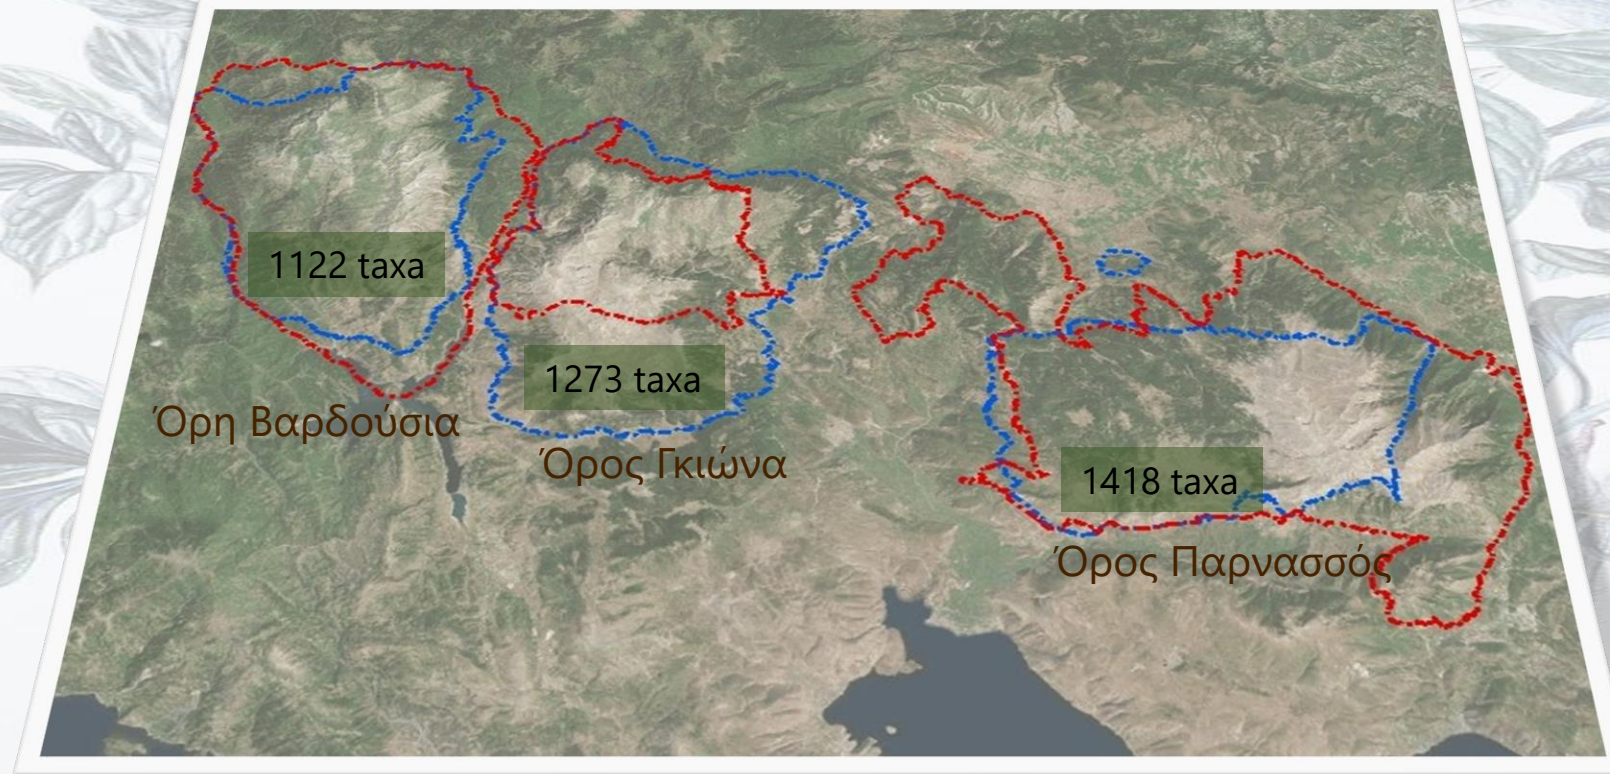 1122 taxa
Όρη Βαρδούσια
1273 taxa
Όρος Γκιώνα
1418 taxa
Όρος Παρνασσός